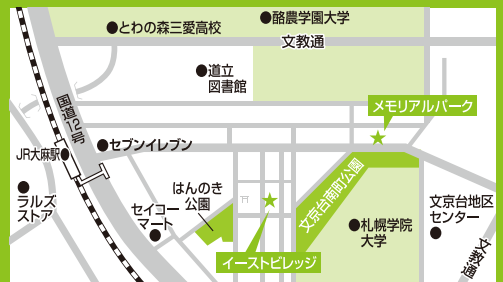 酪農学園大学
とわの森三愛高校
文教通
道立
図書館
国道12号
メモリアルパーク
セブンイレブン
JR大麻駅
はんのき
公園
文京台南町公園
ラルズ
ストア
セイコー
マート
文京台地区
センター
札幌学院
大学
文教通
イーストビレッジ